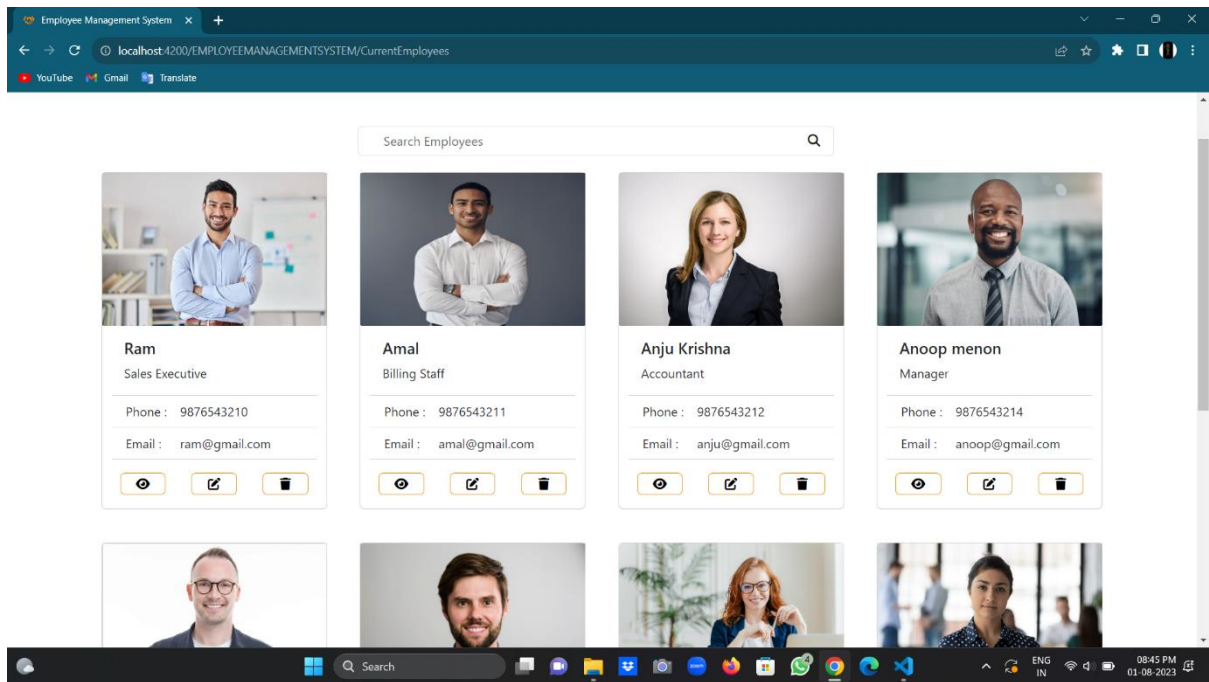 Employee Management System
localhost:4200/EMPLOYEEMANAGEMENTSYSTEM/CurrentEmployees
YouTube Gmail Translate
Search Employees
Ram
Sales Executive
Phone : 9876543210
Email : ram@gmail.com
Amal
Billing Staff
Phone : 9876543211
Email : amal@gmail.com
Anju Krishna
Accountant
Phone : 9876543212
Email : anju@gmail.com
Anoop menon
Manager
Phone : 9876543214
Email : anoop@gmail.com
Search
zoom
4
ENG
IN
08:45 PM
01-08-2023